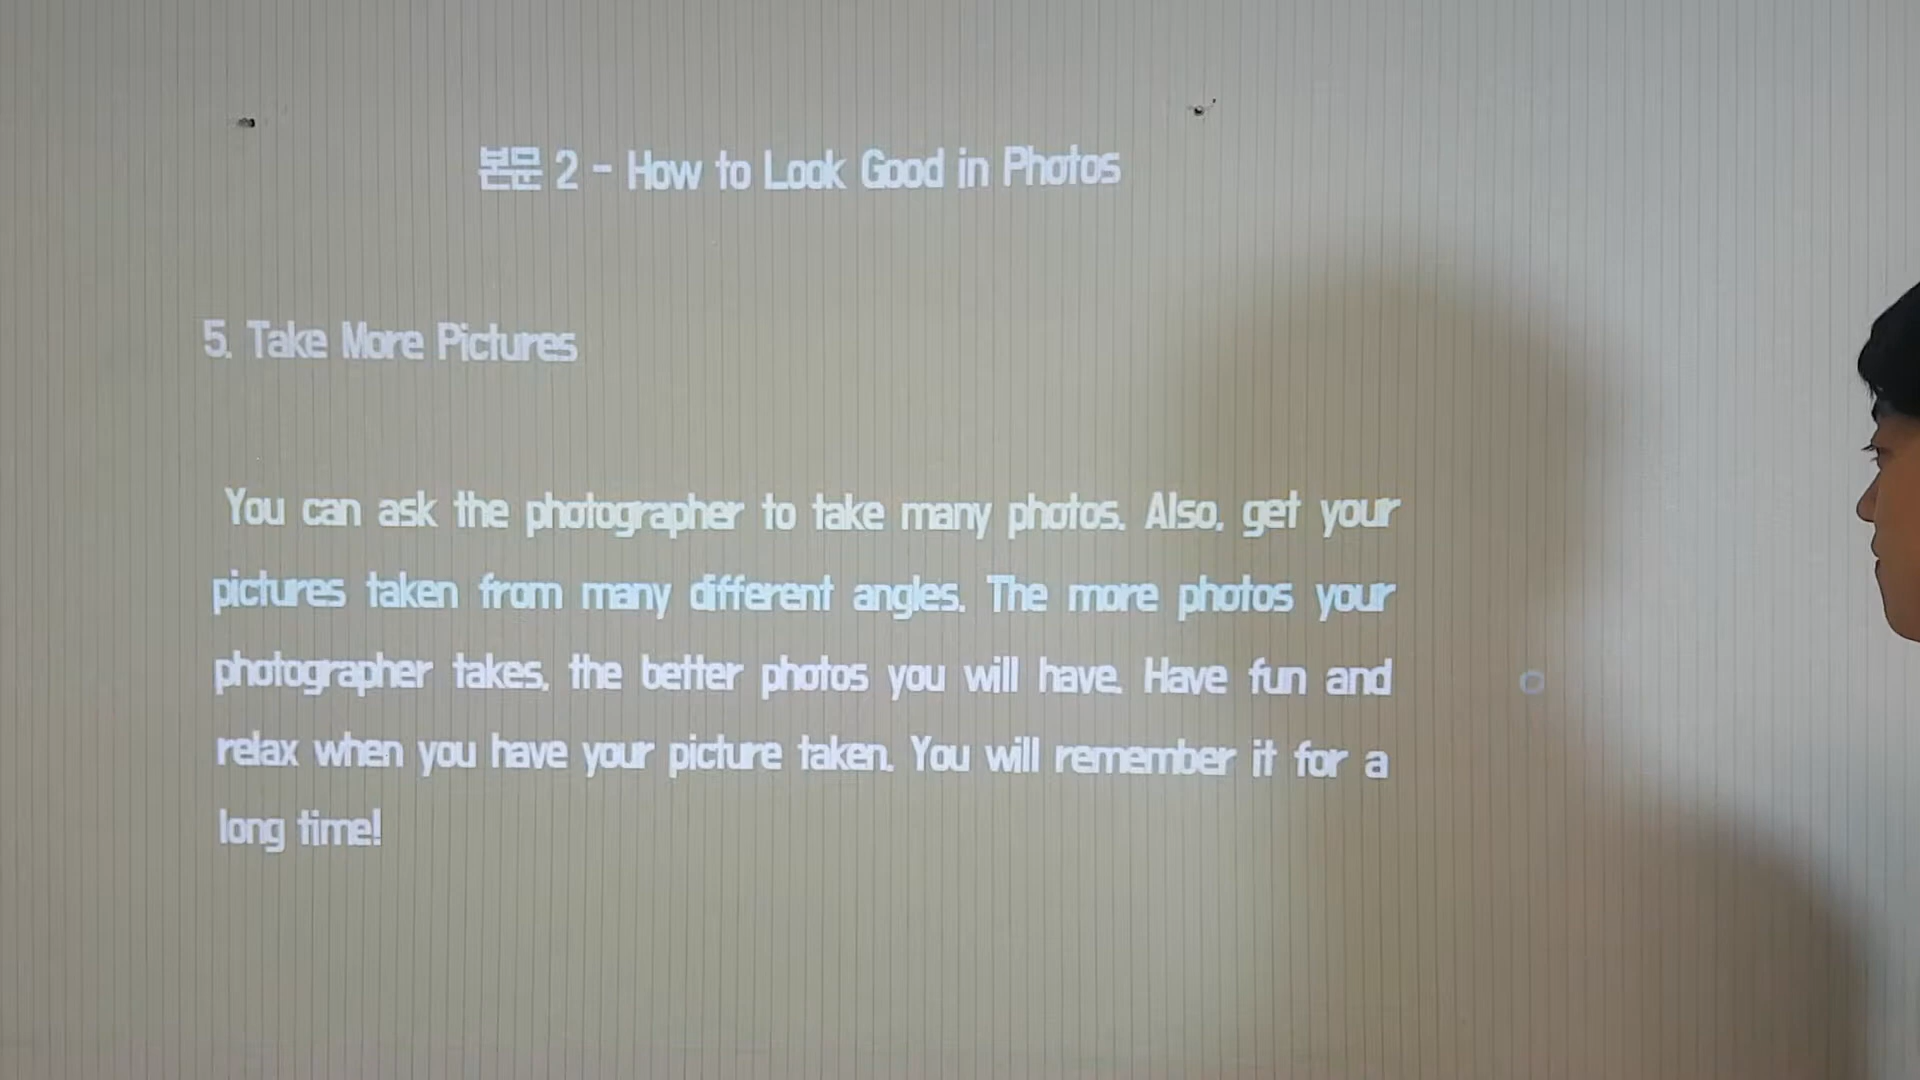 본문 2 - How to Look Good in Photos
5. Take More Pictures
You can ask the photographer to take many photos. Also, get your
pictures taken from many different angles. The more photos your
photographer takes, the better photos you will have. Have fun and
relax when you have your picture taken. You will remember it for a
long time!